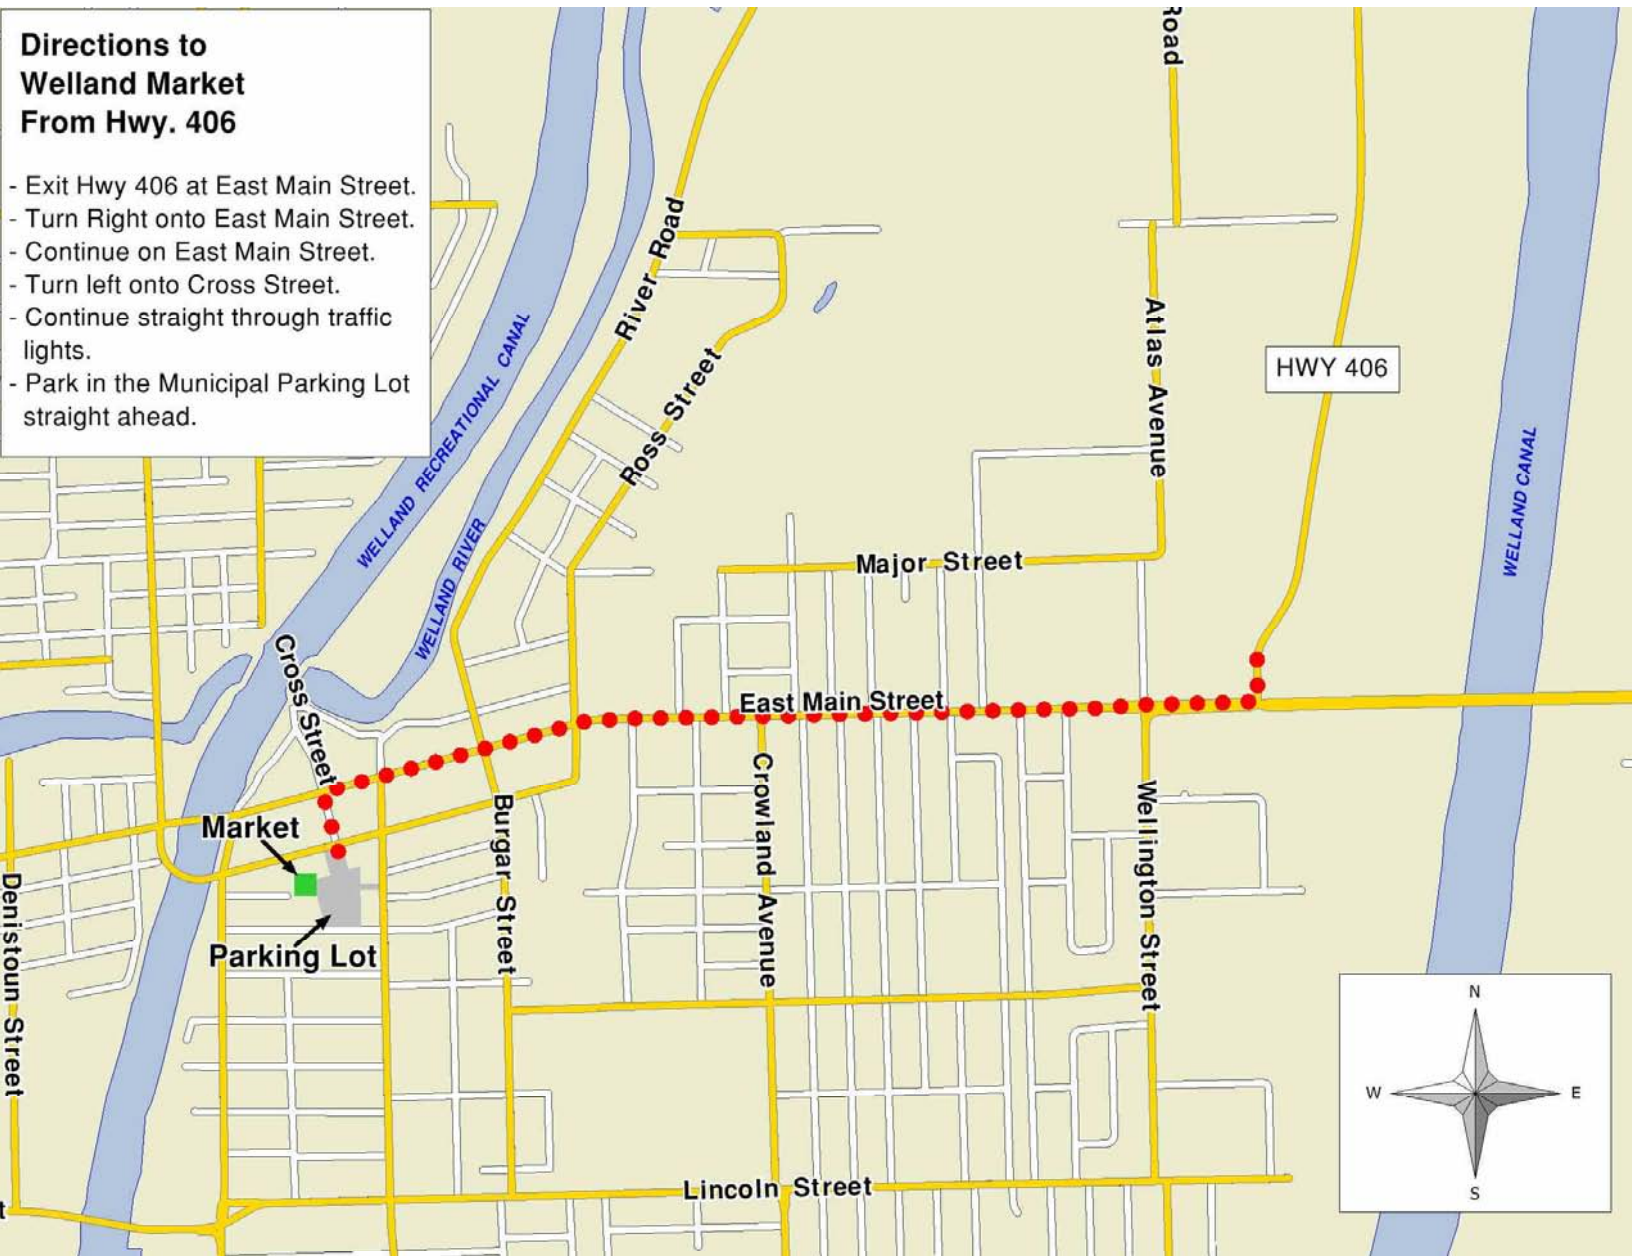 Directions to
Welland Market
From Hwy. 406
- Exit Hwy 406 at East Main Street.
- Turn Right onto East Main Street.
- Continue on East Main Street.
- Turn left onto Cross Street.
- Continue straight through traffic
lights.
- Park in the Municipal Parking Lot
straight ahead.
Road
River Road
Ross Street
Atlas Avenue
HWY 406
WELLAND RECREATIONAL CANAL
WELLAND RIVER
WELLAND CANAL
Major Street
Cross Street
East Main Street
Market
Parking Lot
Burgar Street
Crowland Avenue
Wellington Street
Denistoun Street
Lincoln Street
t
N
W
E
S